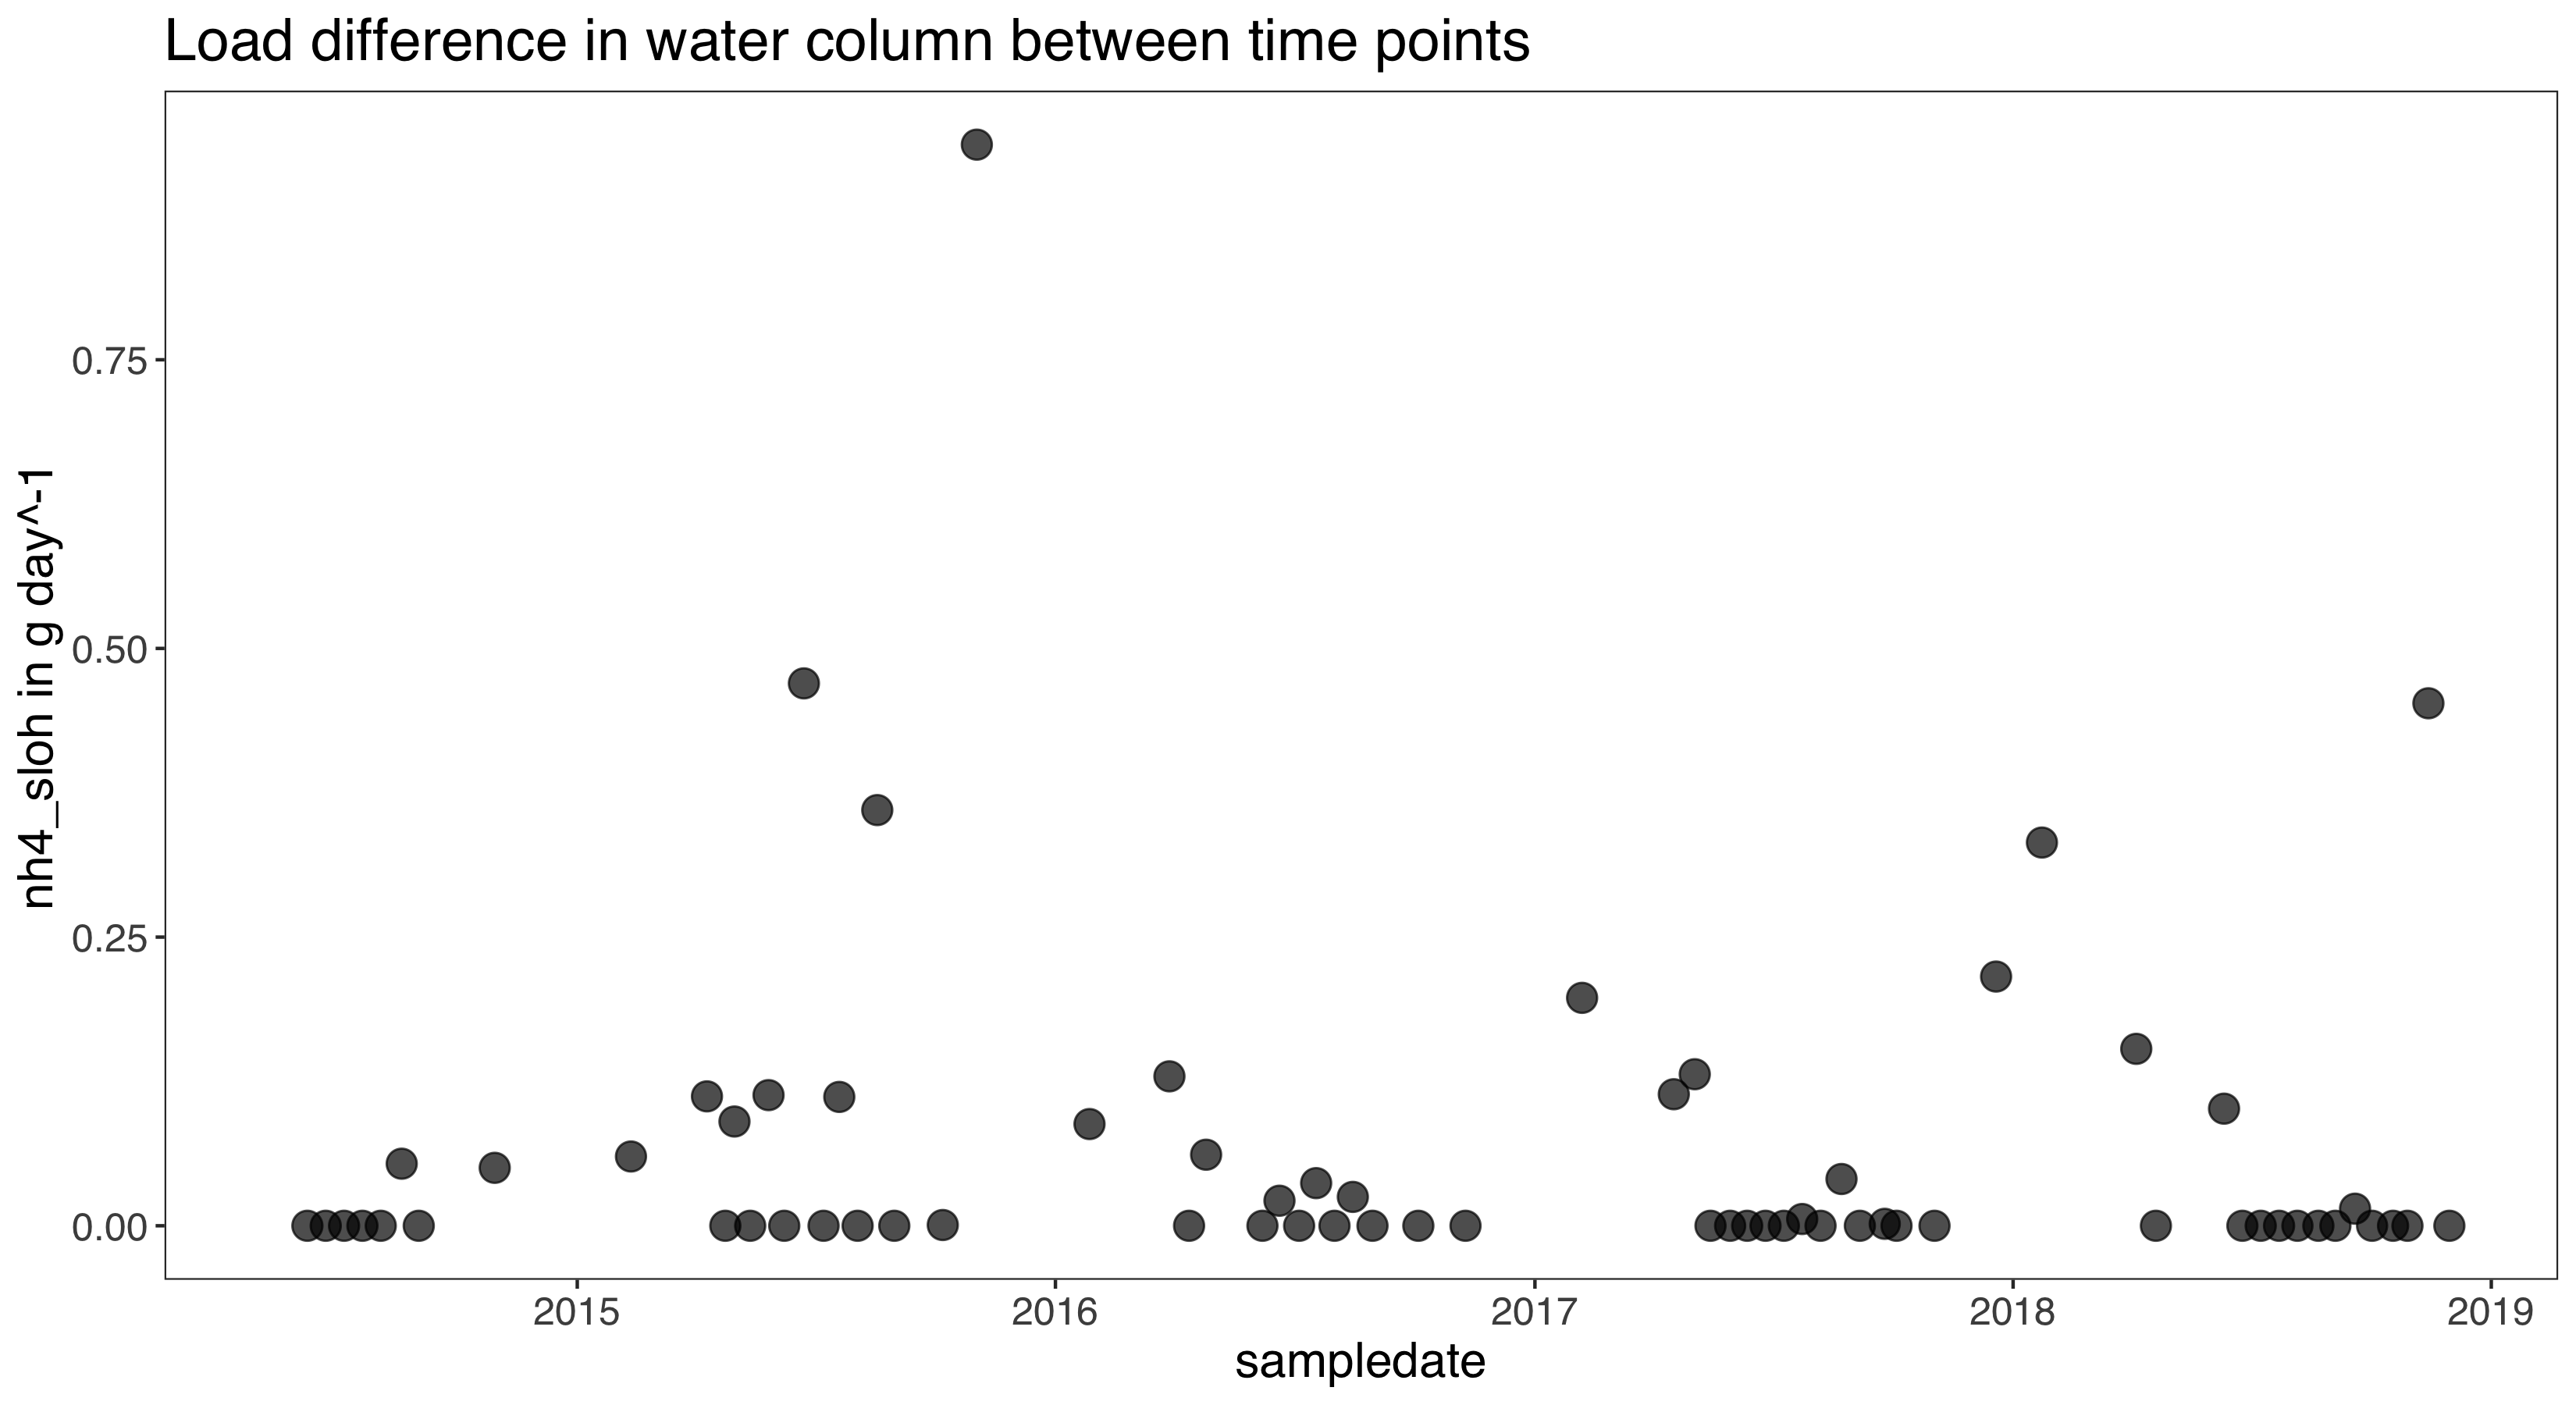 Load difference in water column between time points
nh4_sloh in g day^-1
0.75
0.50
0.25
0.00
2015 2016 2017 2018 2019
sampledate